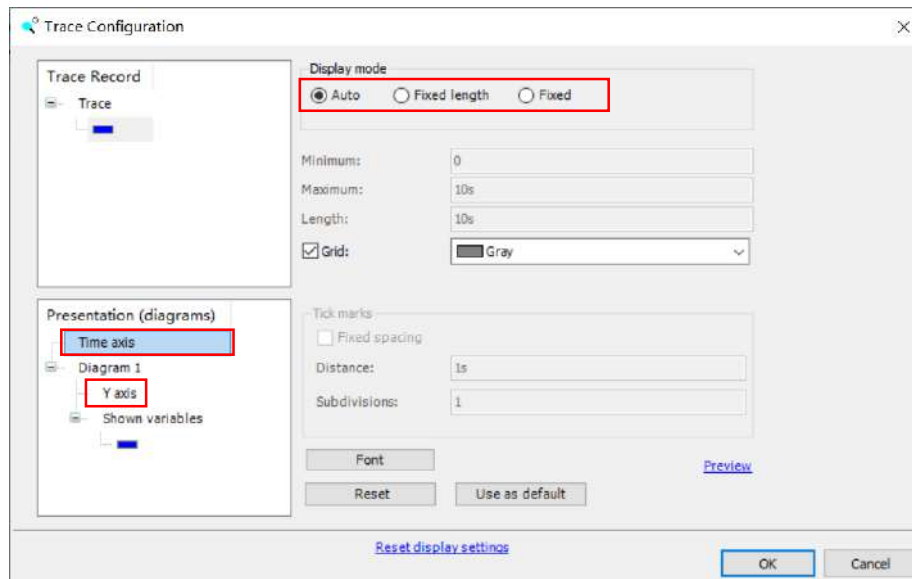 Trace Configuration
Trace Record
Trace
Display mode
Auto Fixed length Fixed
Minimum: 0
Maximum: 10s
Length: 10s
Grid: Gray
Presentation (diagrams)
Time axis
Diagram 1
Y axis
Shown variables
Tick marks
Fixed spacing
Distance: 1s
Subdivisions: 1
Font
Preview
Reset Use as default
Reset display settings
OK Cancel